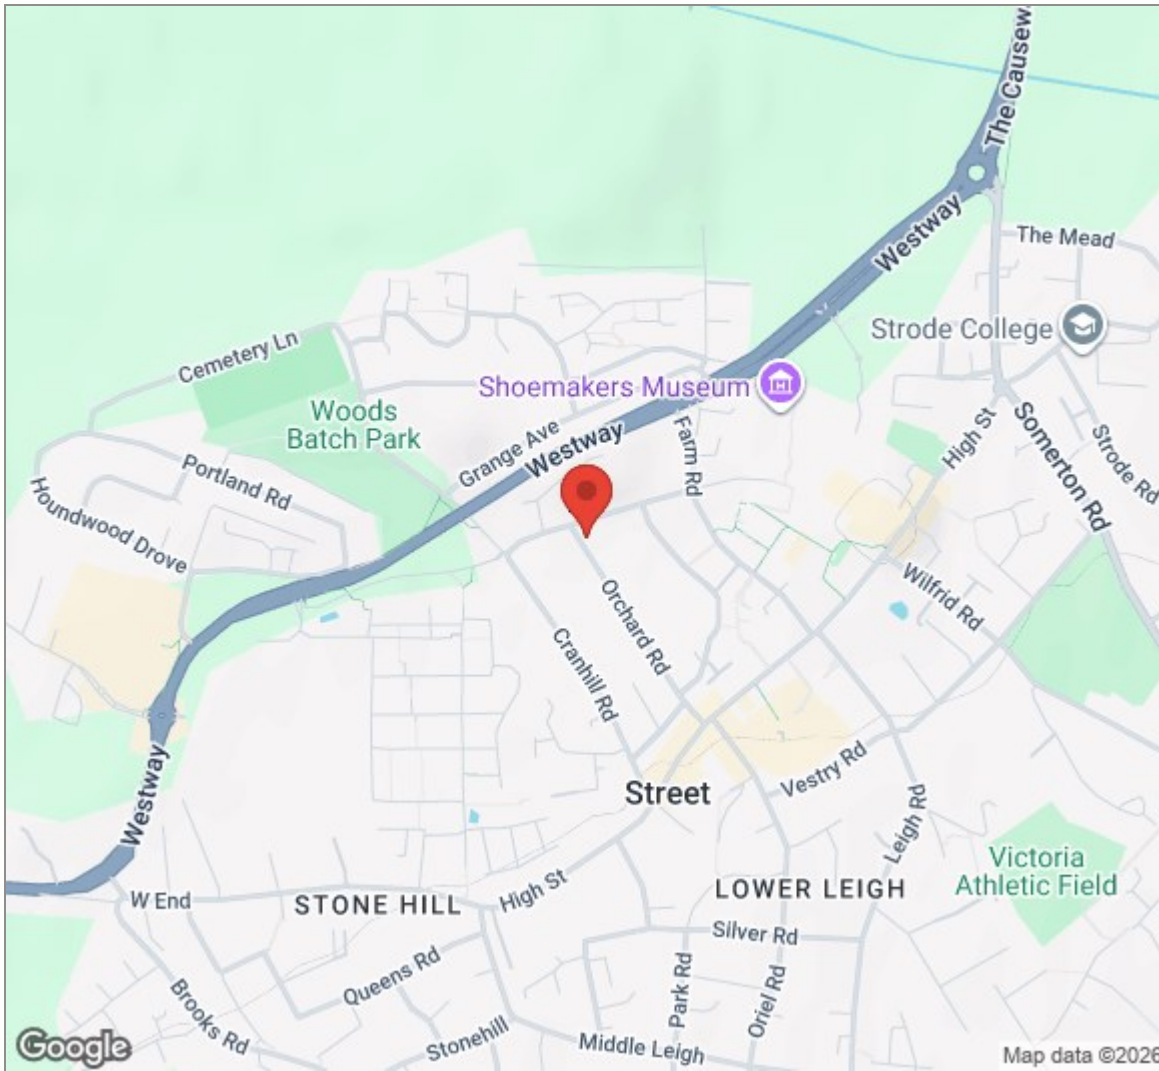 The Causew
Westway
The Mead
Strode College
Cemetery Ln
Shoemakers Museum
Woods
Batch Park
Grange Ave
Westway
Farm Rd
High St
Somerton Rd
Strode Rd
Portland Rd
Houndwood Drove
Orchard Rd
Cranhill Rd
Wilfrid Rd
Westway
Street
Vestry Rd
Leigh Rd
Victoria
Athletic Field
W End
STONE HILL
High St
LOWER LEIGH
Silver Rd
Queens Rd
Park Rd
Oriel Rd
Brooks Rd
Stonehill
Middle Leigh
Google
Map data ©2026